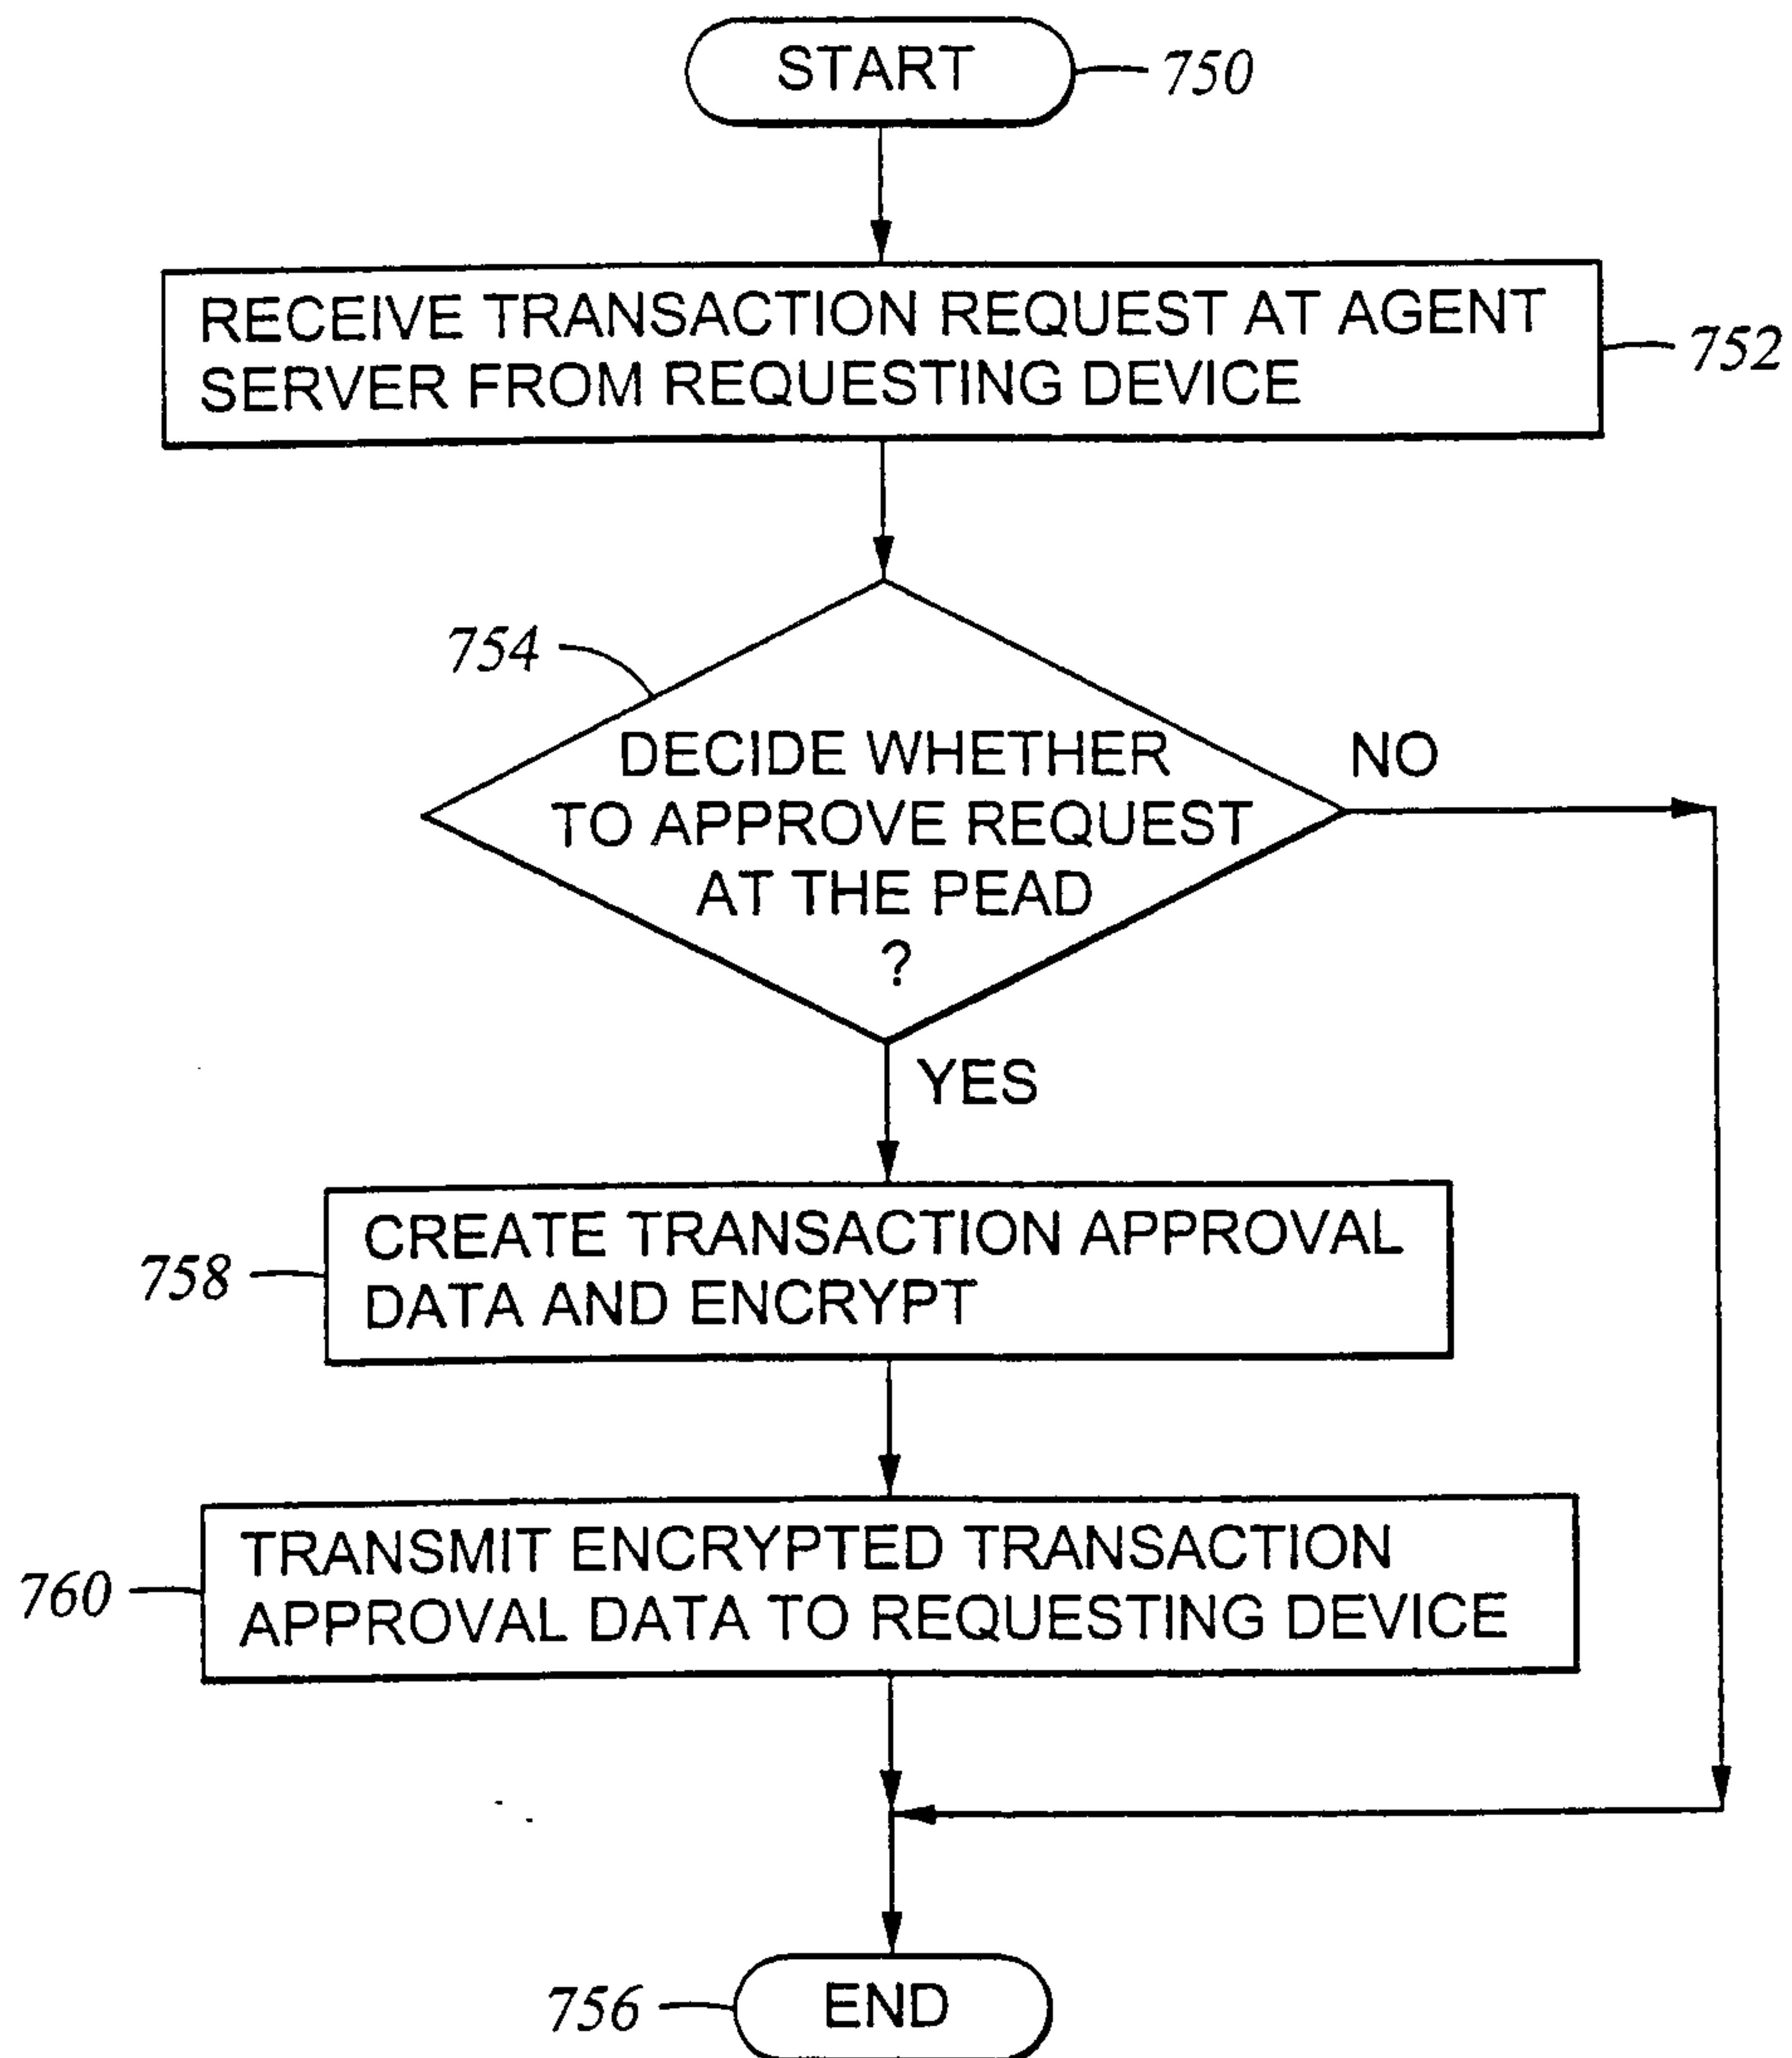 START
750
RECEIVE TRANSACTION REQUEST AT AGENT
SERVER FROM REQUESTING DEVICE
752
754
DECIDE WHETHER
TO APPROVE REQUEST
AT THE PEAD
?
NO
YES
758
CREATE TRANSACTION APPROVAL
DATA AND ENCRYPT
760
TRANSMIT ENCRYPTED TRANSACTION
APPROVAL DATA TO REQUESTING DEVICE
756
END